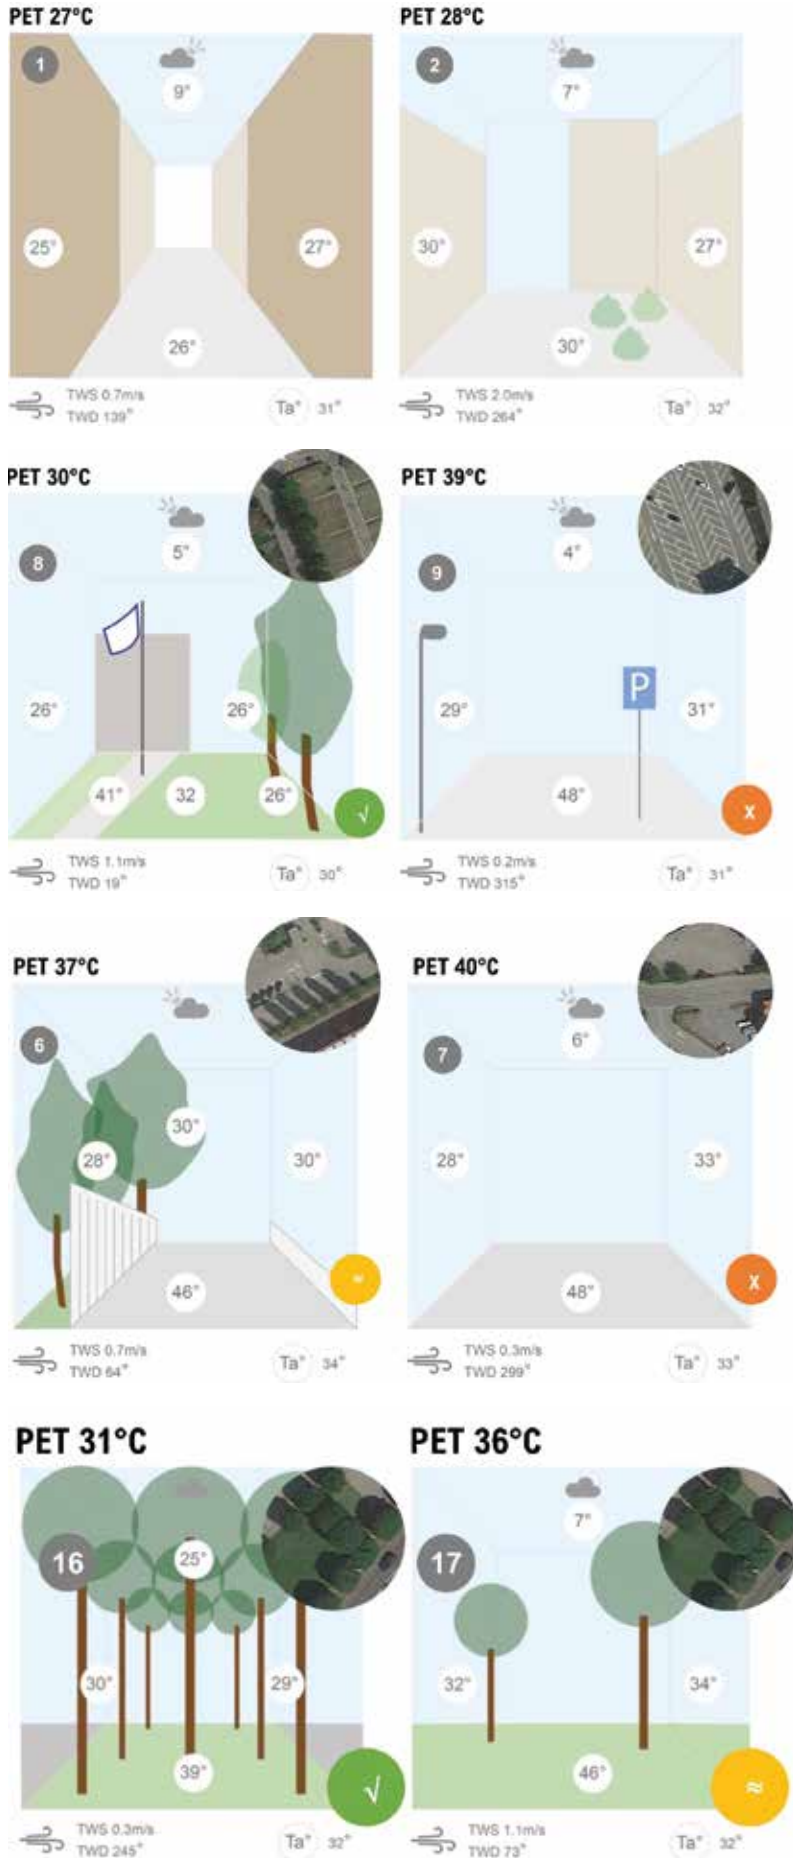 PET 27°C
1
9°
25°
27°
26°
TWS 0.7m/s
TWD 139°
Ta° 31°
PET 28°C
2
7°
30°
27°
30°
TWS 2.0m/s
TWD 264°
Ta° 32°
PET 30°C
5°
8
26°
26°
41°
32
26°
√
TWS 1.1m/s
TWD 19°
Ta° 30°
PET 39°C
4°
9
P
29°
31°
48°
x
TWS 0.2m/s
TWD 315°
Ta° 31°
PET 37°C
6
30°
28°
30°
46°
≈
TWS 0.7m/s
TWD 64°
Ta° 34°
PET 40°C
6°
7
28°
33°
48°
x
TWS 0.3m/s
TWD 299°
Ta° 33°
PET 31°C
16
25°
30°
29°
39°
√
TWS 0.3m/s
TWD 245°
Ta° 32°
PET 36°C
7°
17
32°
34°
46°
≈
TWS 1.1m/s
TWD 73°
Ta° 32°